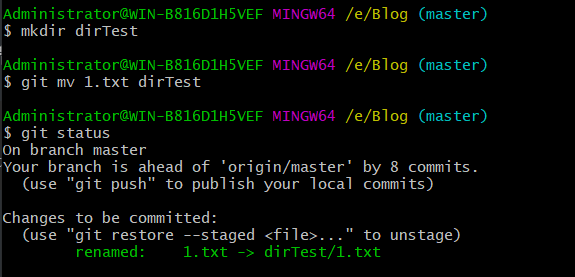 Administrator@WIN-B816D1H5VEF MINGW64 /e/Blog (master)
$ mkdir dirTest
Administrator@WIN-B816D1H5VEF MINGW64 /e/Blog (master)
$ git mv 1.txt dirTest
Administrator@WIN-B816D1H5VEF MINGW64 /e/Blog (master)
$ git status
On branch master
Your branch is ahead of 'origin/master' by 8 commits.
  (use "git push" to publish your local commits)
Changes to be committed:
  (use "git restore --staged <file>..." to unstage)
        renamed:    1.txt -> dirTest/1.txt